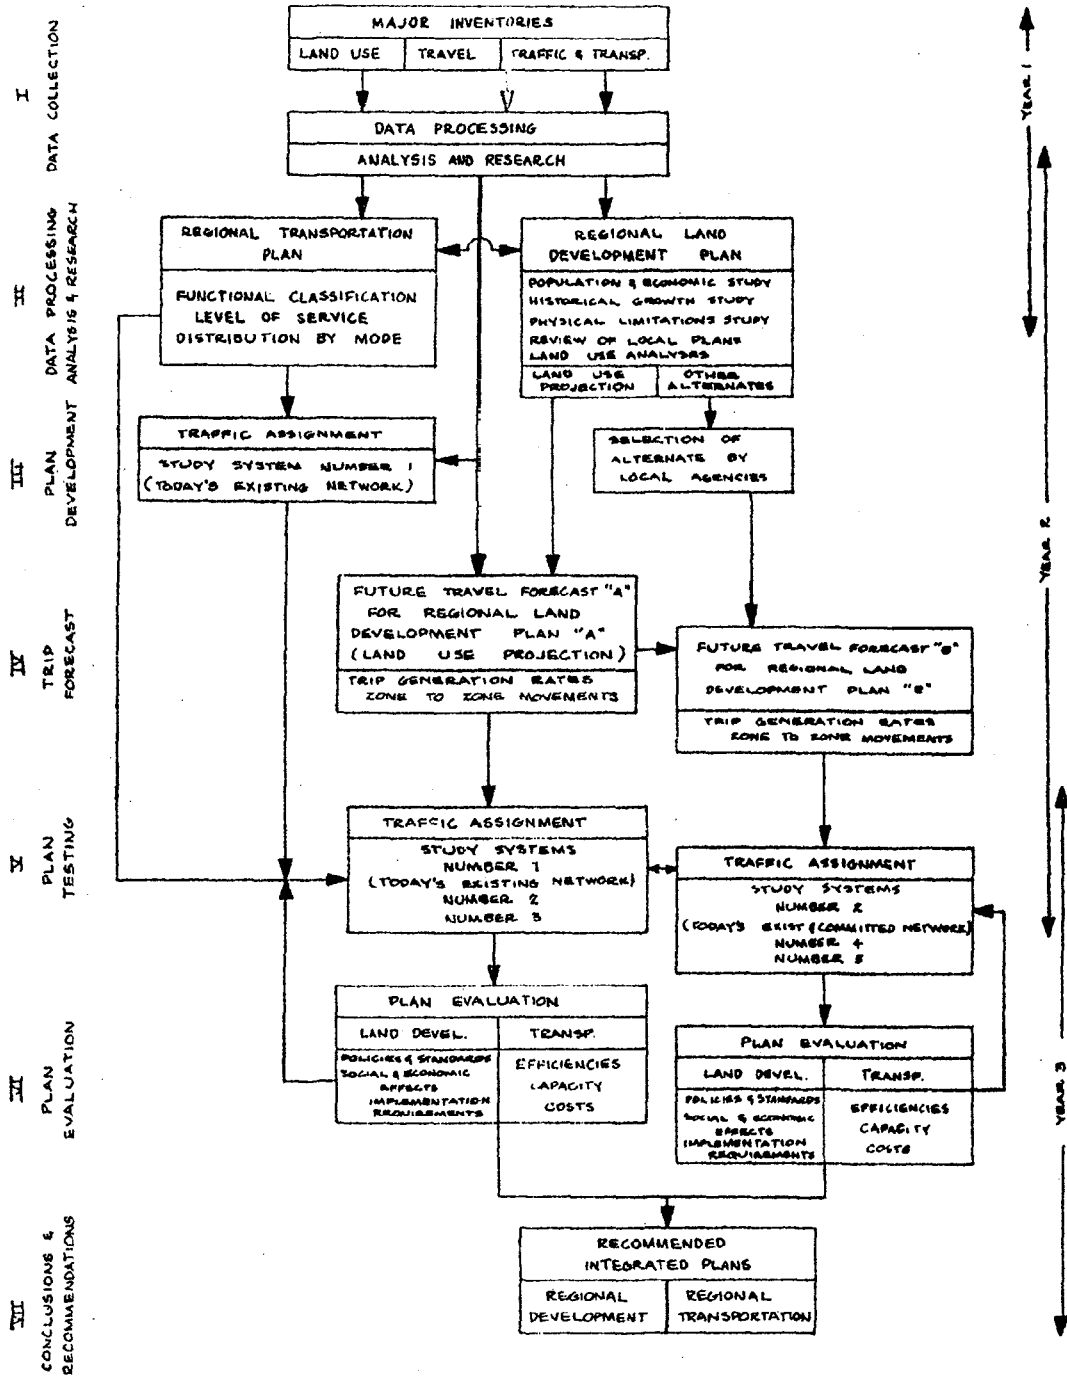 MAJOR INVENTORIES
LAND USE
TRAVEL
TRAFFIC & TRANSP.
DATA PROCESSING
ANALYSIS AND RESEARCH
REGIONAL TRANSPORTATION
PLAN
FUNCTIONAL CLASSIFICATION
LEVEL OF SERVICE
DISTRIBUTION BY MODE
REGIONAL LAND
DEVELOPMENT PLAN
POPULATION & ECONOMIC STUDY
HISTORICAL GROWTH STUDY
PHYSICAL LIMITATIONS STUDY
REVIEW OF LOCAL PLANS
LAND USE ANALYSES
LAND USE
PROJECTION
OTHER
ALTERNATES
TRAFFIC ASSIGNMENT
STUDY SYSTEM NUMBER 1
(TODAY'S EXISTING NETWORK)
SELECTION OF
ALTERNATE BY
LOCAL AGENCIES
FUTURE TRAVEL FORECAST "A"
FOR REGIONAL LAND
DEVELOPMENT PLAN "A"
(LAND USE PROJECTION)
TRIP GENERATION RATES
ZONE TO ZONE MOVEMENTS
FUTURE TRAVEL FORECAST "B"
FOR REGIONAL LAND
DEVELOPMENT PLAN "B"
TRIP GENERATION RATES
ZONE TO ZONE MOVEMENTS
TRAFFIC ASSIGNMENT
STUDY SYSTEMS
NUMBER 1
(TODAY'S EXISTING NETWORK)
NUMBER 2
NUMBER 3
TRAFFIC ASSIGNMENT
STUDY SYSTEMS
NUMBER 2
(TODAY'S EXIST & COMMITTED NETWORK)
NUMBER 4
NUMBER 5
PLAN EVALUATION
LAND DEVEL.
TRANSP.
POLICIES & STANDARDS
SOCIAL & ECONOMIC
AFFECTS
IMPLEMENTATION
REQUIREMENTS
EFFICIENCIES
CAPACITY
COSTS
PLAN EVALUATION
LAND DEVEL.
TRANSP.
POLICIES & STANDARDS
SOCIAL & ECONOMIC
EFFECTS
IMPLEMENTATION
REQUIREMENTS
EFFICIENCIES
CAPACITY
COSTS
RECOMMENDED
INTEGRATED PLANS
REGIONAL
DEVELOPMENT
REGIONAL
TRANSPORTATION
I
DATA COLLECTION
II
DATA PROCESSING
ANALYSIS & RESEARCH
III
PLAN
DEVELOPMENT
IV
TRIP
FORECAST
V
PLAN
TESTING
VI
PLAN
EVALUATION
VII
CONCLUSIONS &
RECOMMENDATIONS
YEAR 1
YEAR 2
YEAR 3